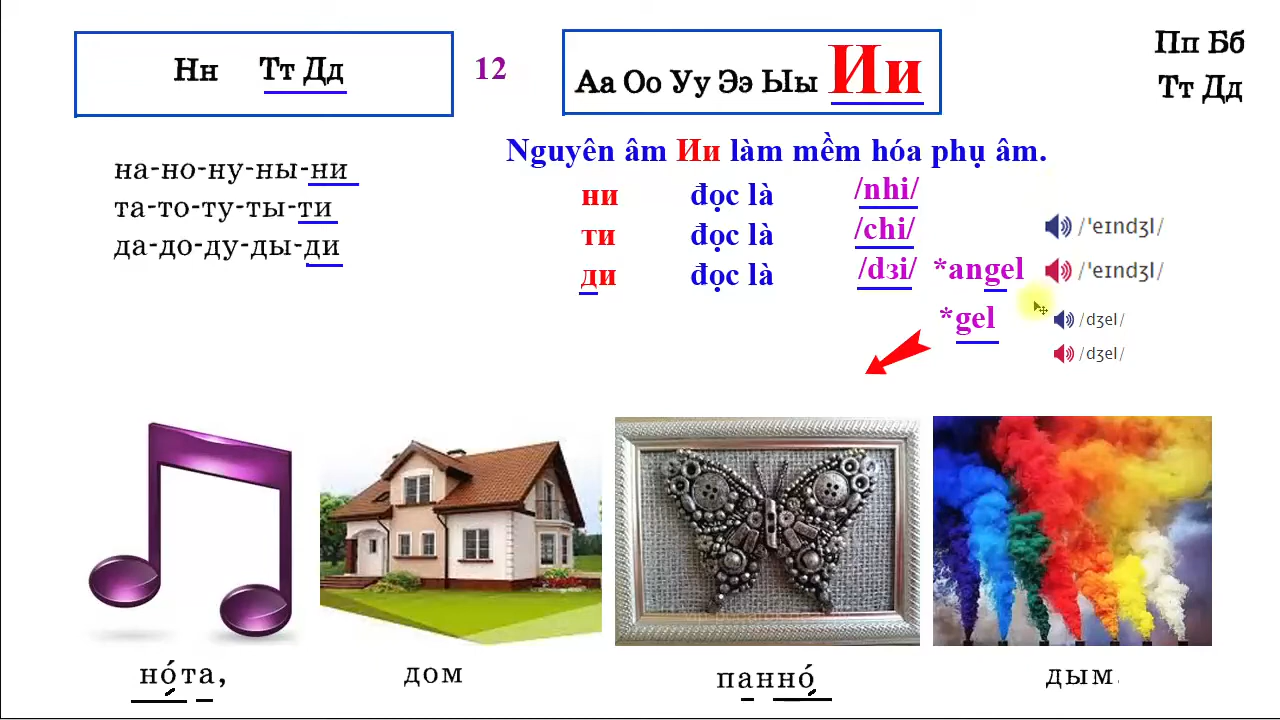 Нн Тт Дд
12
Аа Оо Уу Ээ Ыы Ии
Пп Бб
Тт Дд
на-но-ну-ны-ни
та-то-ту-ты-ти
да-до-ду-ды-ди
Nguyên âm Ии làm mềm hóa phụ âm.
ни đọc là /nhi/
ти đọc là /chi/
ди đọc là /dзi/ *angel
*gel
/ˈeɪndʒl/
/ˈeɪndʒl/
/dʒel/
/dʒel/
но́та,
дом
панно́
дым